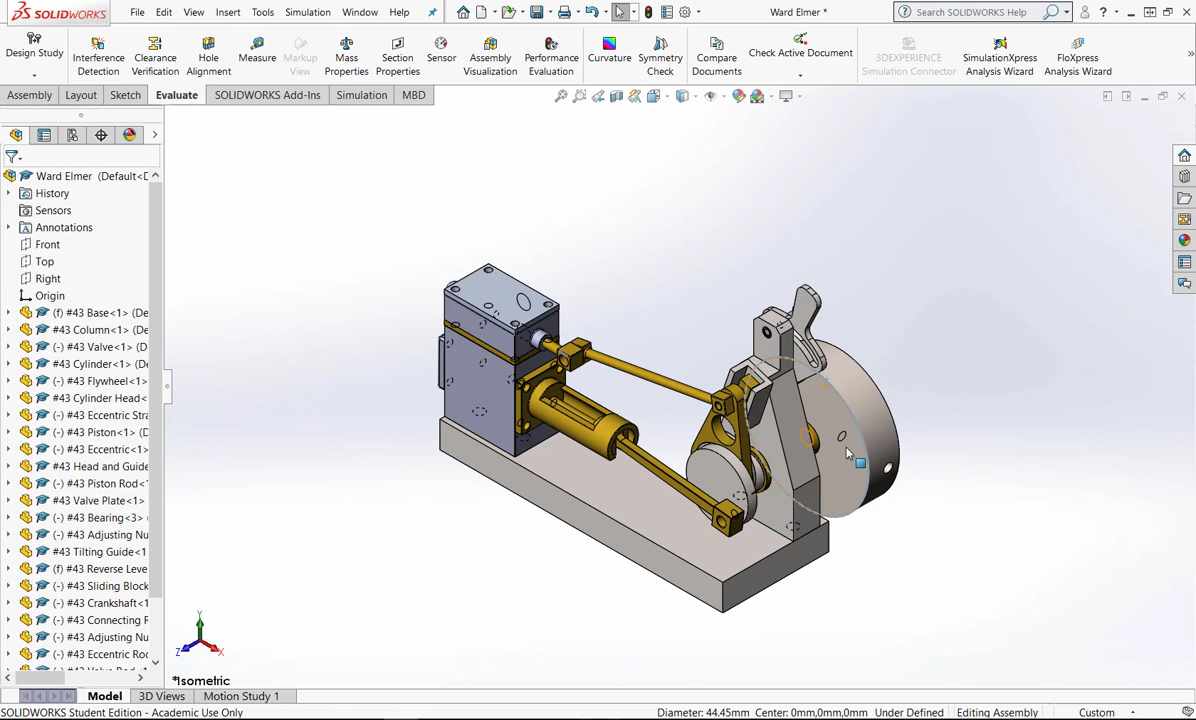 SOLIDWORKS
File Edit View Insert Tools Simulation Window Help
Ward Elmer *
Search SOLIDWORKS Help
?
Design Study
Interference Detection
Clearance Verification
Hole Alignment
Measure
Markup View
Mass Properties
Section Properties
Sensor
Assembly Visualization
Performance Evaluation
Curvature
Symmetry Check
Compare Documents
Check Active Document
3DEXPERIENCE Simulation Connector
SimulationXpress Analysis Wizard
FloXpress Analysis Wizard
Assembly Layout Sketch Evaluate SOLIDWORKS Add-Ins Simulation MBD
Ward Elmer (Default<D
History
Sensors
Annotations
Front
Top
Right
Origin
(f) #43 Base<1> (De
#43 Column<1> (De
(-) #43 Valve<1> (D
#43 Cylinder<1> (De
(-) #43 Flywheel<1>
#43 Cylinder Head<
(-) #43 Eccentric Stra
(-) #43 Piston<1> (D
(-) #43 Eccentric<1>
#43 Head and Guide
(-) #43 Piston Rod<1
#43 Valve Plate<1>
(-) #43 Bearing<3> (
(-) #43 Adjusting Nu
#43 Tilting Guide<1
(f) #43 Reverse Leve
(-) #43 Sliding Block
#43 Crankshaft<1
(-) #43 Connecting R
(-) #43 Adjusting Nu
(-) #43 Eccentric Roc
(-) #43 Valve Rod<1
Y
Z
X
*Isometric
Model 3D Views Motion Study 1
SOLIDWORKS Student Edition - Academic Use Only
Diameter: 44.45mm Center: 0mm,0mm,0mm Under Defined Editing Assembly Custom